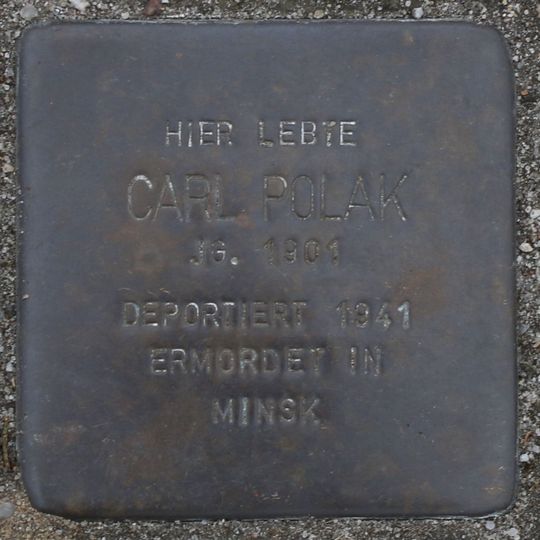 HIER LEBTE
CARL POLAK
JG. 1901
DEPORTIERT 1941
ERMORDET IN
MINSK